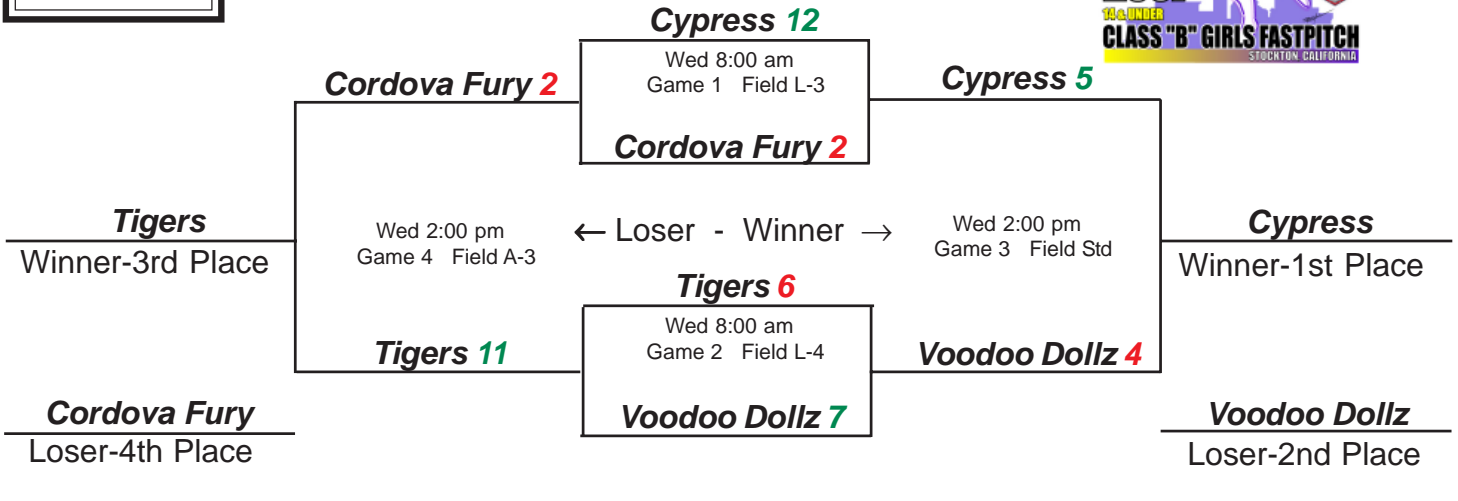 14 & UNDER
CLASS "B" GIRLS FASTPITCH
STOCKTON, CALIFORNIA
Cypress 12
Wed 8:00 am
Game 1 Field L-3
Cordova Fury 2
Cypress 5
Cordova Fury 2
Tigers
Winner-3rd Place
Wed 2:00 pm
Game 4 Field A-3
← Loser - Winner →
Wed 2:00 pm
Game 3 Field Std
Cypress
Winner-1st Place
Tigers 6
Wed 8:00 am
Game 2 Field L-4
Tigers 11
Voodoo Dollz 4
Voodoo Dollz 7
Cordova Fury
Loser-4th Place
Voodoo Dollz
Loser-2nd Place